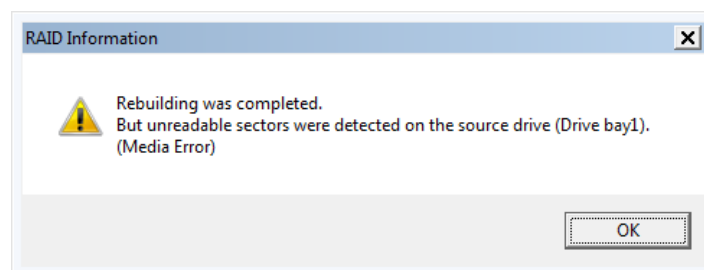 RAID Information
Rebuilding was completed.
But unreadable sectors were detected on the source drive (Drive bay1).
(Media Error)
OK